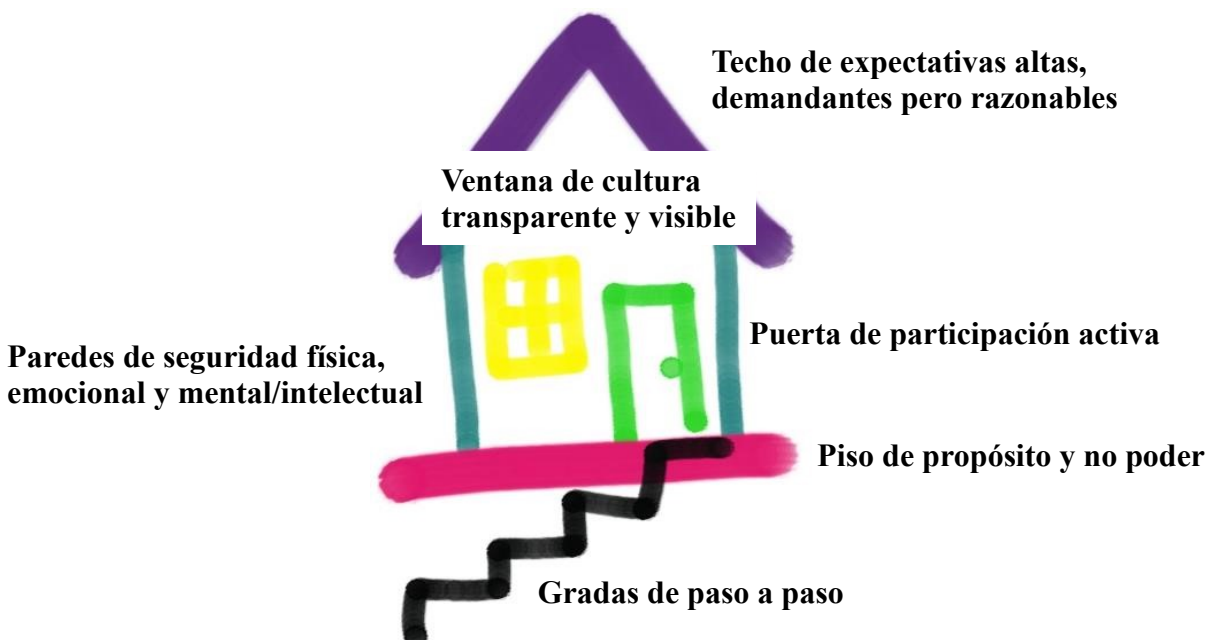 Techo de expectativas altas,
demandantes pero razonables
Ventana de cultura
transparente y visible
Puerta de participación activa
Paredes de seguridad física,
emocional y mental/intelectual
Piso de propósito y no poder
Gradas de paso a paso